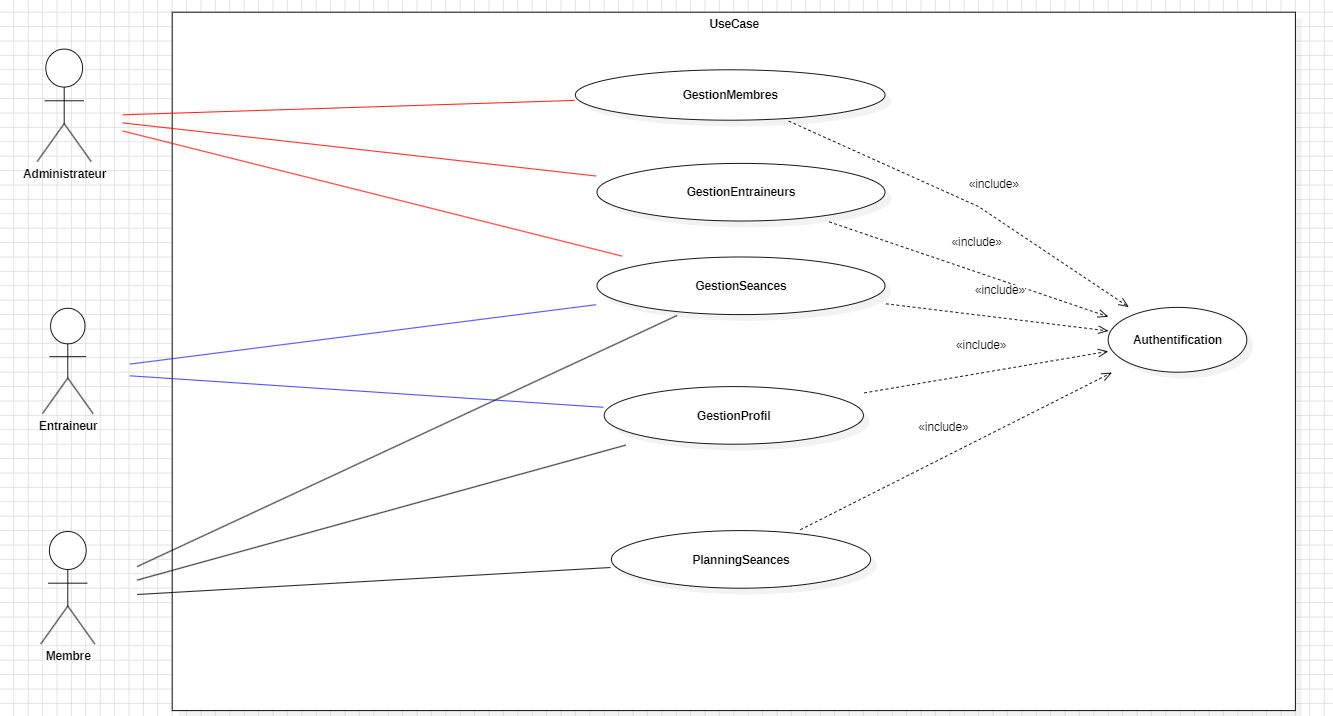 UseCase
GestionMembres
Administrateur
«include»
GestionEntraineurs
«include»
GestionSeances
«include»
Authentification
«include»
Entraineur
GestionProfil
«include»
PlanningSeances
Membre